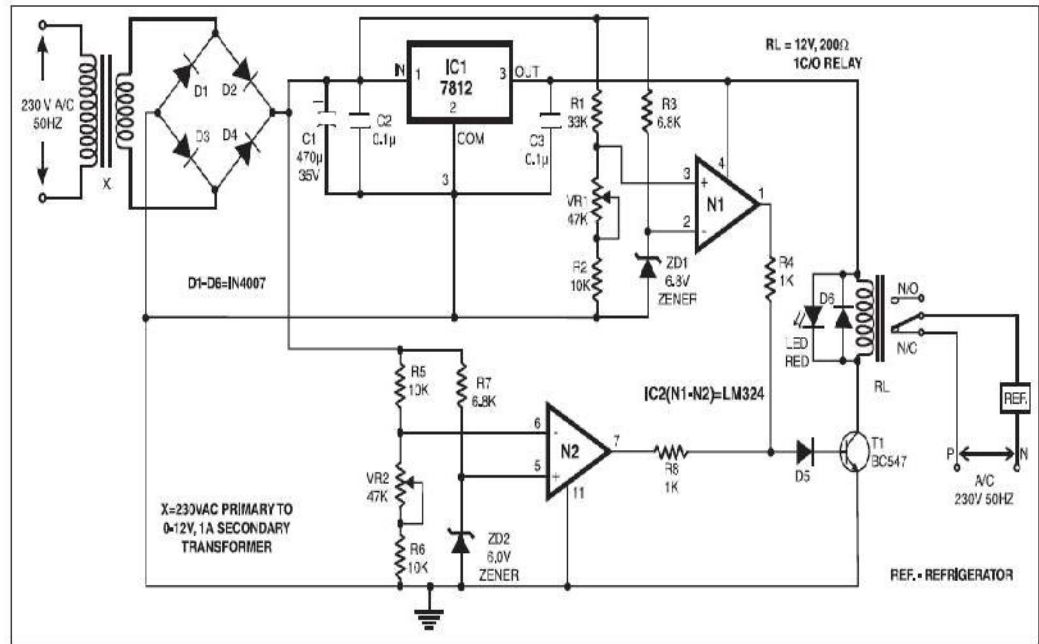 230 V A/C
50HZ
X
D1
D2
D3
D4
IN
1
IC1
7812
2
3
OUT
COM
3
C1
470µ
35V
C2
0.1µ
C3
0.1µ
RL = 12V, 200Ω
1C/O RELAY
R1
33K
R3
6.8K
VR1
47K
R2
10K
ZD1
6.8V
ZENER
3
+
2
-
N1
4
1
R4
1K
D1-D6=IN4007
D6
LED
RED
RL
N/O
N/C
REF.
P
N
A/C
230V 50HZ
R5
10K
R7
6.8K
VR2
47K
R6
10K
ZD2
6.0V
ZENER
6
-
5
+
N2
7
11
IC2(N1-N2)=LM324
R8
1K
D5
T1
BC547
X=230VAC PRIMARY TO
0-12V, 1A SECONDARY
TRANSFORMER
REF. - REFRIGERATOR